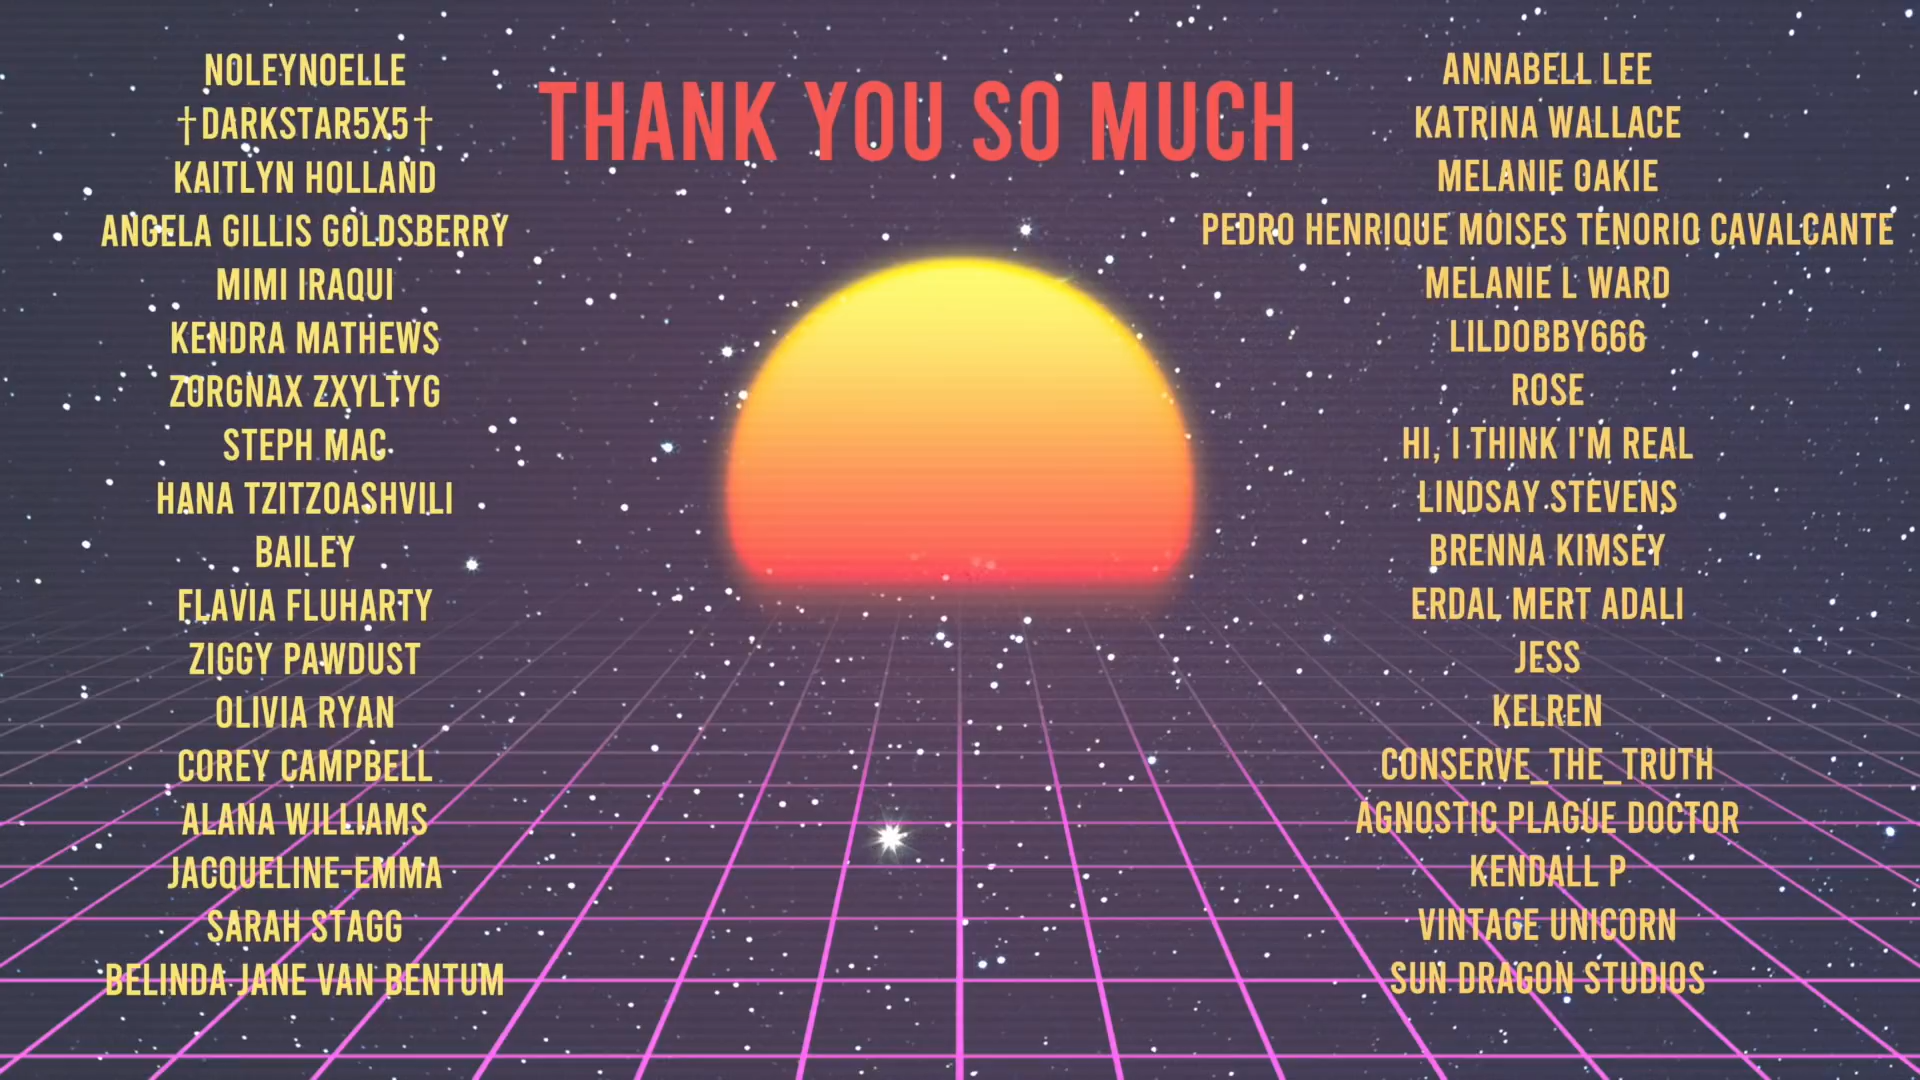 NOLEYNOELLE
†DARKSTAR5X5†
KAITLYN HOLLAND
ANGELA GILLIS GOLDSBERRY
MIMI IRAQUI
KENDRA MATHEWS
ZORGNAX ZXYLTYG
STEPH MAC
HANA TZITZOASHVILI
BAILEY
FLAVIA FLUHARTY
ZIGGY PAWDUST
OLIVIA RYAN
COREY CAMPBELL
ALANA WILLIAMS
JACQUELINE-EMMA
SARAH STAGG
BELINDA JANE VAN BENTUM
THANK YOU SO MUCH
ANNABELL LEE
KATRINA WALLACE
MELANIE OAKIE
PEDRO HENRIQUE MOISES TENORIO CAVALCANTE
MELANIE L WARD
LILDOBBY666
ROSE
HI, I THINK I'M REAL
LINDSAY STEVENS
BRENNA KIMSEY
ERDAL MERT ADALI
JESS
KELREN
CONSERVE_THE_TRUTH
AGNOSTIC PLAGUE DOCTOR
KENDALL P
VINTAGE UNICORN
SUN DRAGON STUDIOS